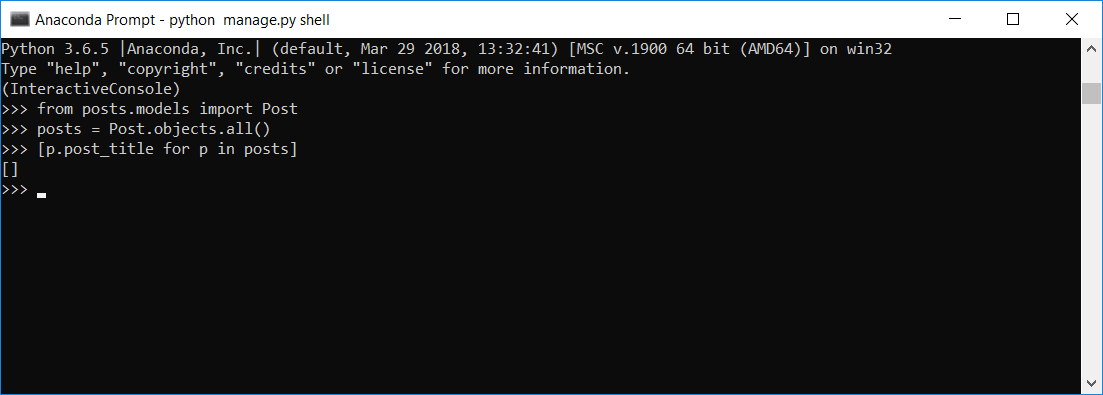 Anaconda Prompt - python  manage.py shell
Python 3.6.5 |Anaconda, Inc.| (default, Mar 29 2018, 13:32:41) [MSC v.1900 64 bit (AMD64)] on win32
Type "help", "copyright", "credits" or "license" for more information.
(InteractiveConsole)
>>> from posts.models import Post
>>> posts = Post.objects.all()
>>> [p.post_title for p in posts]
[]
>>>